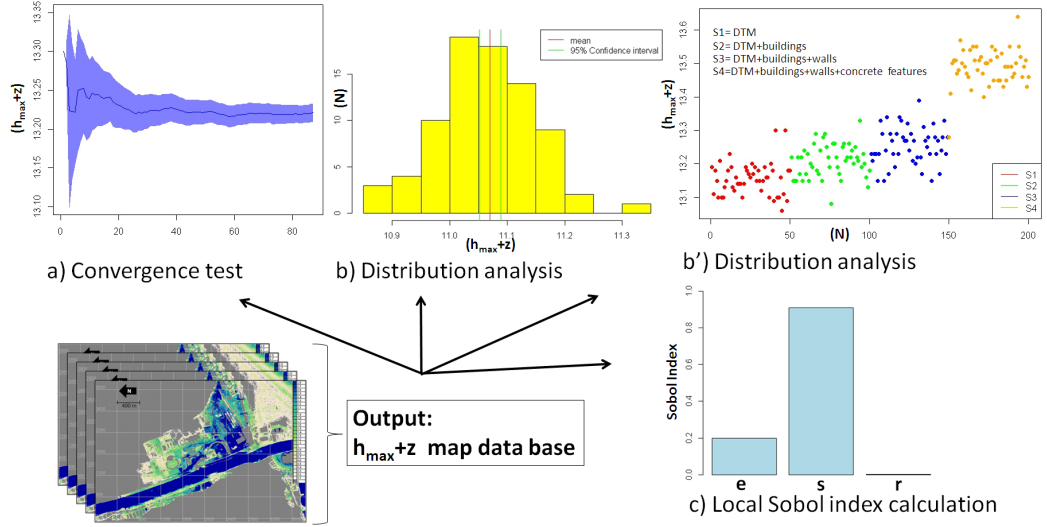 13.35
13.30
13.25
13.20
13.15
13.10
(hmax+z)
0
20
40
60
80
a) Convergence test
mean
95% Confidence interval
15
10
5
0
(N)
10.9
11.0
11.1
11.2
11.3
(hmax+z)
b) Distribution analysis
S1= DTM
S2= DTM+buildings
S3= DTM+buildings+walls
S4=DTM+buildings+walls+concrete features
13.6
13.5
13.4
13.3
13.2
13.1
(hmax+z)
S1
S2
S3
S4
0
50
100
150
200
(N)
b') Distribution analysis
N
400 m
Output:
hmax+z map data base
1.0
0.8
0.6
0.4
0.2
0.0
Sobol Index
e
s
r
c) Local Sobol index calculation